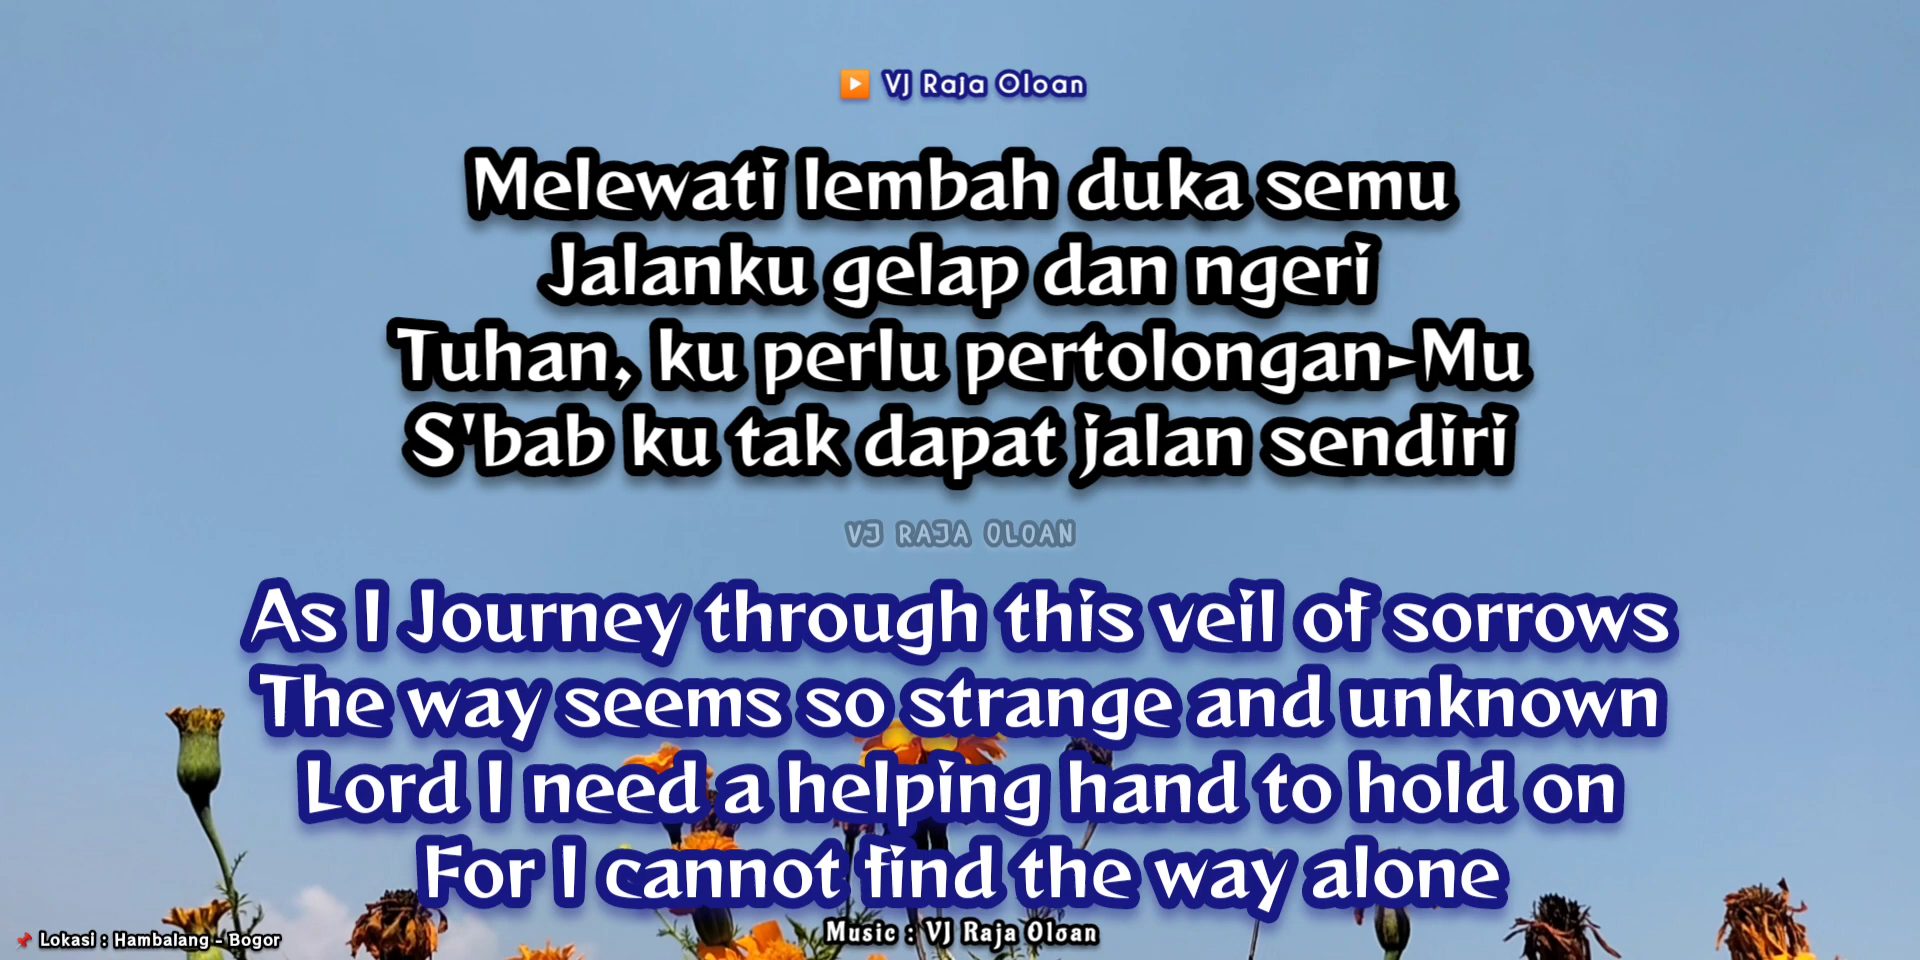 VJ Raja Oloan
Melewati lembah duka semu
Jalanku gelap dan ngeri
Tuhan, ku perlu pertolongan-Mu
S'bab ku tak dapat jalan sendiri
VJ RAJA OLOAN
As I Journey through this veil of sorrows
The way seems so strange and unknown
Lord I need a helping hand to hold on
For I cannot find the way alone
Music : VJ Raja Oloan
Lokasi : Hambalang - Bogor